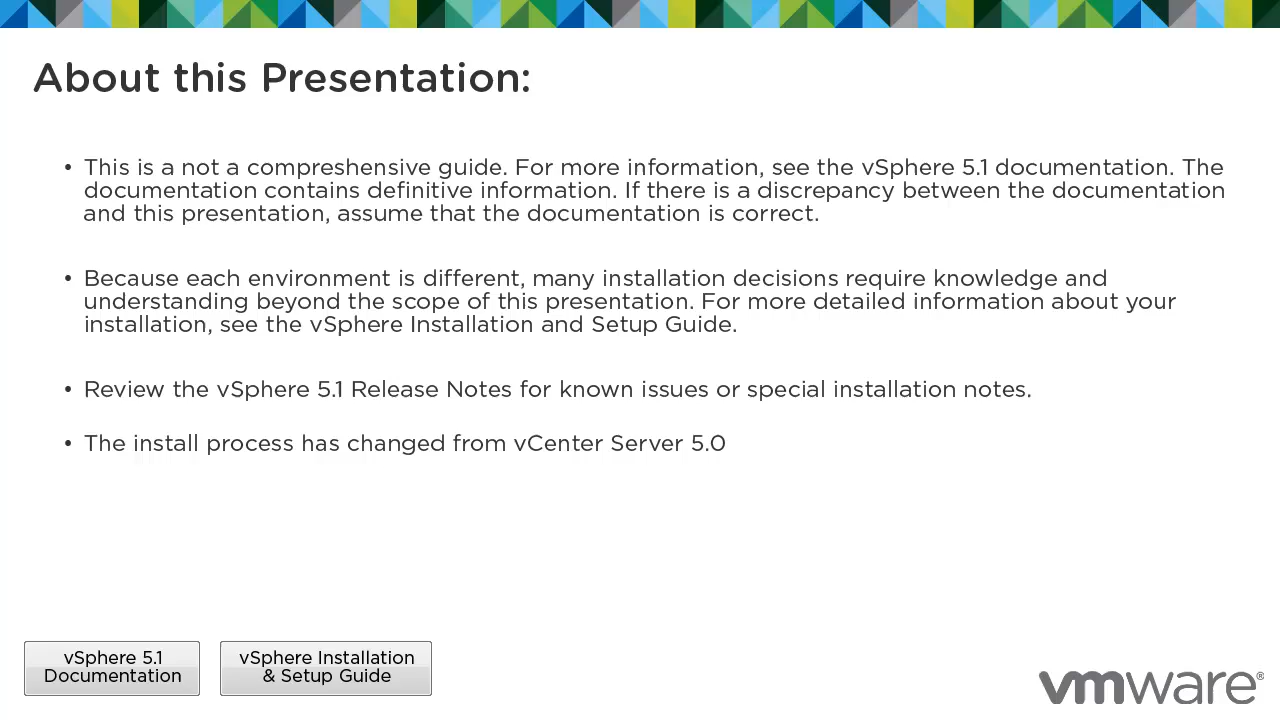 About this Presentation:
• This is a not a compreshensive guide. For more information, see the vSphere 5.1 documentation. The
documentation contains definitive information. If there is a discrepancy between the documentation
and this presentation, assume that the documentation is correct.
• Because each environment is different, many installation decisions require knowledge and
understanding beyond the scope of this presentation. For more detailed information about your
installation, see the vSphere Installation and Setup Guide.
• Review the vSphere 5.1 Release Notes for known issues or special installation notes.
• The install process has changed from vCenter Server 5.0
vSphere 5.1
Documentation
vSphere Installation
& Setup Guide
vmware®